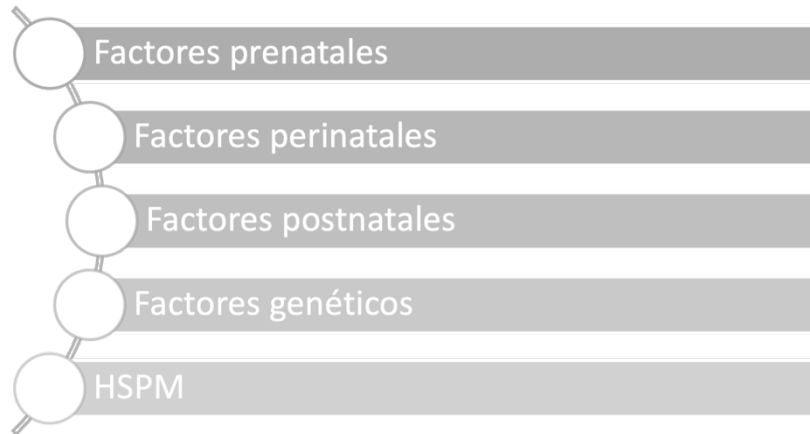 Factores prenatales
Factores perinatales
Factores postnatales
Factores genéticos
HSPM